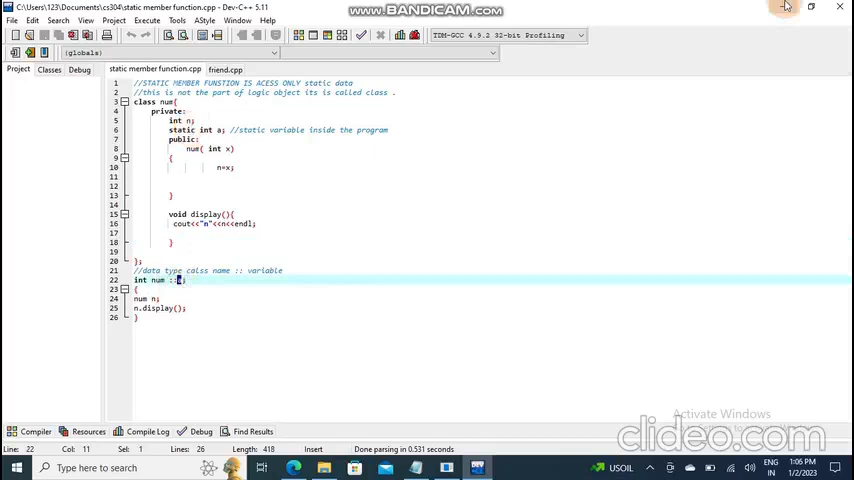 C:\Users\123\Documents\cs304\static member function.cpp - Dev-C++ 5.11
WWW.BANDICAM.COM
File Edit Search View Project Execute Tools AStyle Window Help
TDM-GCC 4.9.2 32-bit Profiling
(globals)
Project Classes Debug static member function.cpp friend.cpp
1 //STATIC MEMBER FUNSTION IS ACESS ONLY static data
2 //this is not the part of logic object its is called class .
3 class num{
4 private:
5 int n;
6 static int a; //static variable inside the program
7 public:
8 num( int x)
9 {
10 n=x;
11
12
13 }
14
15 void display(){
16 cout<<"n"<<n<<endl;
17
18 }
19
20 };
21 //data type calss name :: variable
22 int num ::a;
23 {
24 num n;
25 n.display();
26 }
Activate Windows
clideo.com
Compiler Resources Compile Log Debug Find Results
Line: 22 Col: 11 Sel: 1 Lines: 26 Length: 418 Insert Done parsing in 0.531 seconds
Type here to search
USOIL
ENG
IN
1:05 PM
1/2/2023